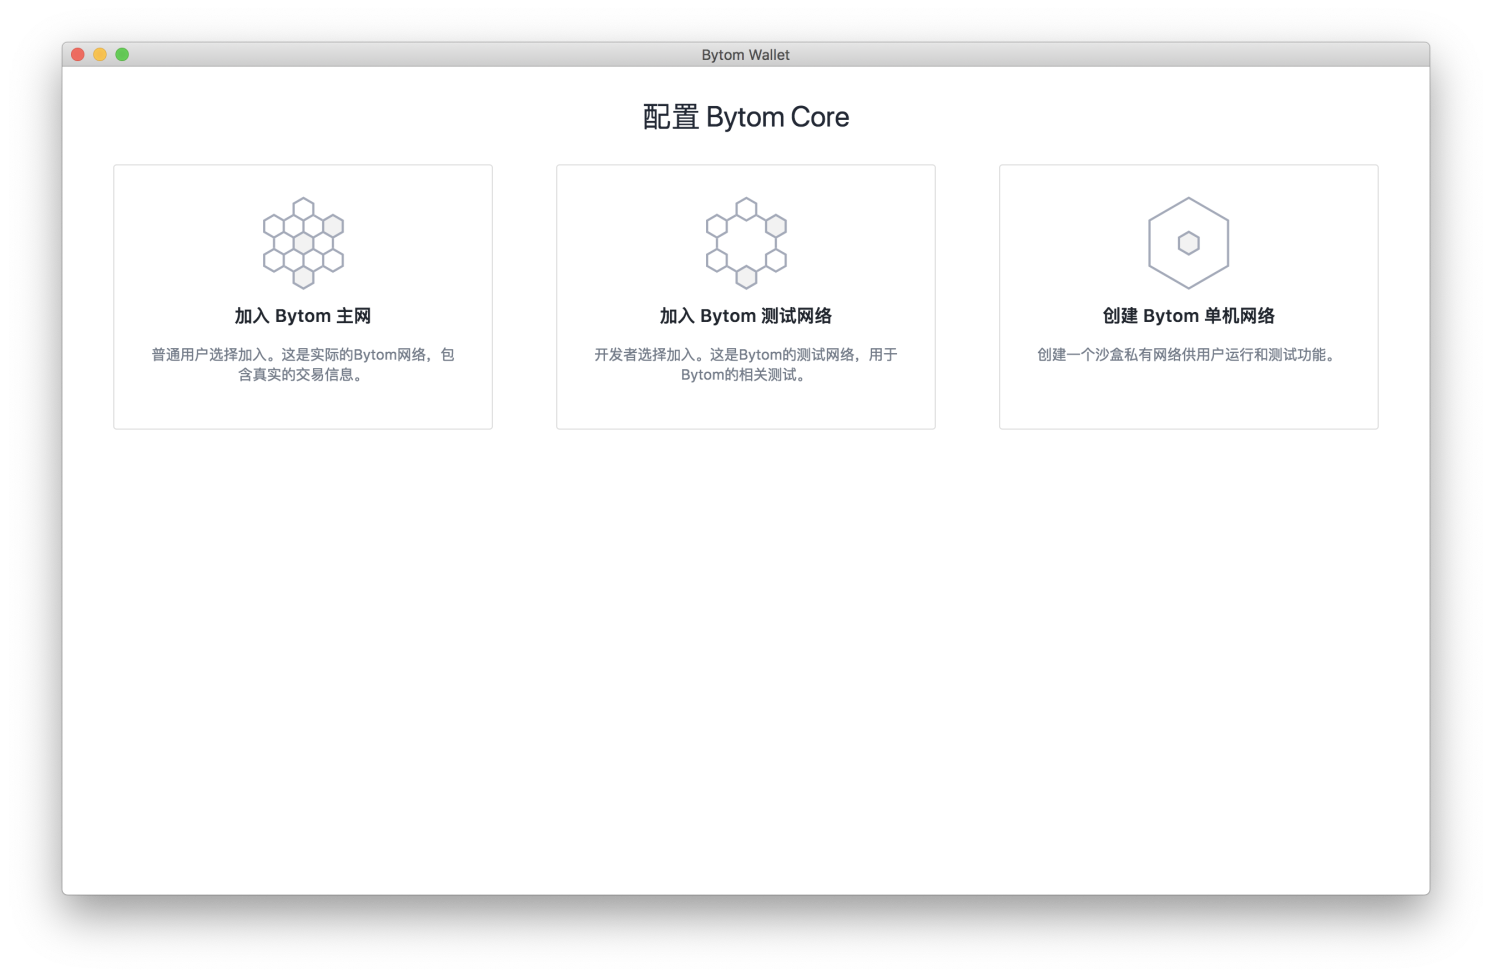 Bytom Wallet
配置 Bytom Core
加入 Bytom 主网
普通用户选择加入。这是实际的Bytom网络，包
含真实的交易信息。
加入 Bytom 测试网络
开发者选择加入。这是Bytom的测试网络，用于
Bytom的相关测试。
创建 Bytom 单机网络
创建一个沙盒私有网络供用户运行和测试功能。